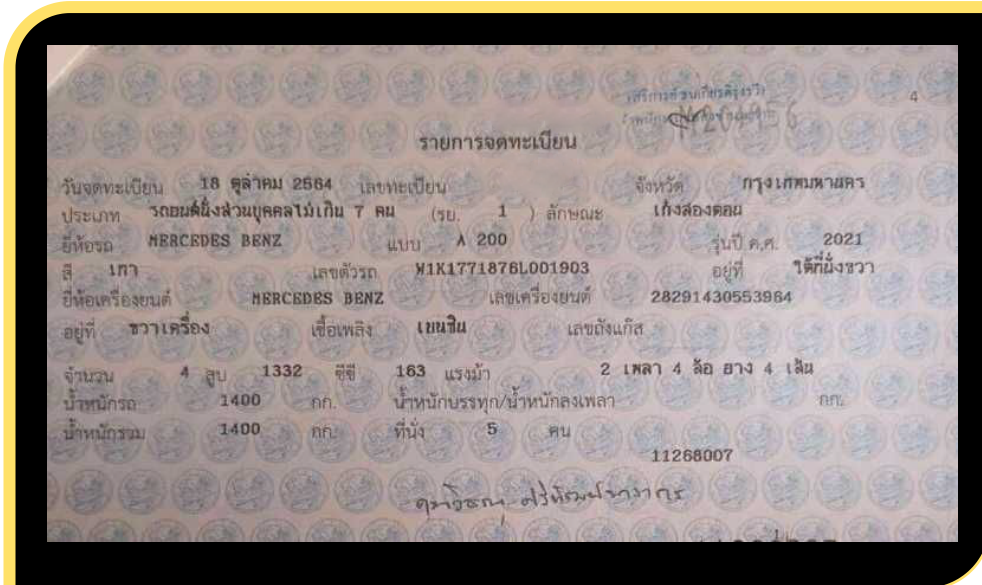 4
รายการจดทะเบียน
วันจดทะเบียน 18 ตุลาคม 2564 เลขทะเบียน จังหวัด กรุงเทพมหานคร
ประเภท รถยนต์นั่งส่วนบุคคลไม่เกิน 7 คน (รย. 1 ) ลักษณะ เก๋งสองตอน
ยี่ห้อรถ MERCEDES BENZ แบบ A 200 รุ่นปี ค.ศ. 2021
สี เทา เลขตัวรถ W1K1771876L001903 อยู่ที่ ใต้ที่นั่งขวา
ยี่ห้อเครื่องยนต์ MERCEDES BENZ เลขเครื่องยนต์ 28291430553964
อยู่ที่ ขวาเครื่อง เชื้อเพลิง เบนซิน เลขถังแก๊ส
จำนวน 4 สูบ 1332 ซีซี 163 แรงม้า 2 เพลา 4 ล้อ ยาง 4 เส้น
น้ำหนักรถ 1400 กก. น้ำหนักบรรทุก/น้ำหนักลงเพลา กก.
น้ำหนักรวม 1400 กก. ที่นั่ง 5 คน
11268007